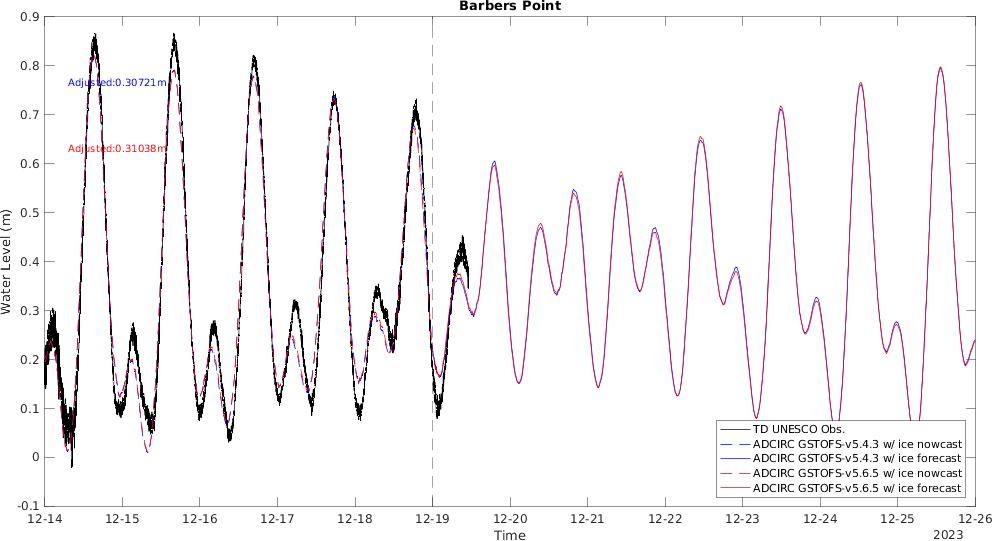 Barbers Point
0.9
0.8
0.7
0.6
0.5
0.4
0.3
0.2
0.1
0
-0.1
Water Level (m)
Adjusted:0.30721m
Adjusted:0.31038m
TD UNESCO Obs.
ADCIRC GSTOFS-v5.4.3 w/ ice nowcast
ADCIRC GSTOFS-v5.4.3 w/ ice forecast
ADCIRC GSTOFS-v5.6.5 w/ ice nowcast
ADCIRC GSTOFS-v5.6.5 w/ ice forecast
12-14 12-15 12-16 12-17 12-18 12-19 12-20 12-21 12-22 12-23 12-24 12-25 12-26
Time
2023